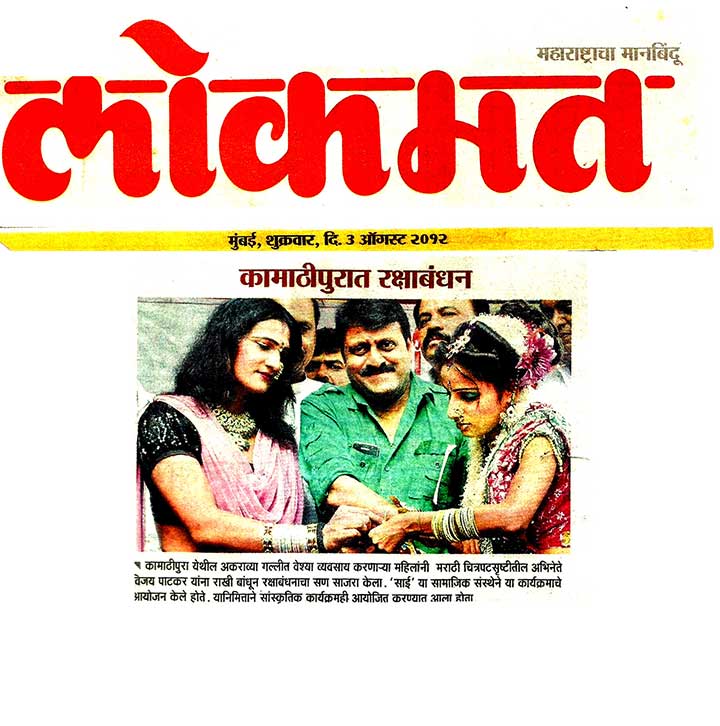 महाराष्ट्राचा मानबिंदू
लोकमत
मुंबई, शुक्रवार, दि. ३ ऑगस्ट २०१२
कामाठीपुरात रक्षाबंधन
कामाठीपुरा येथील अकराव्या गल्लीत वेश्या व्यवसाय करणाऱ्या महिलांनी मराठी चित्रपटसृष्टीतील अभिनेते
विजय पाटकर यांना राखी बांधून रक्षाबंधनाचा सण साजरा केला. 'साई' या सामाजिक संस्थेने या कार्यक्रमाचे
आयोजन केले होते. यानिमित्ताने सांस्कृतिक कार्यक्रमही आयोजित करण्यात आला होता